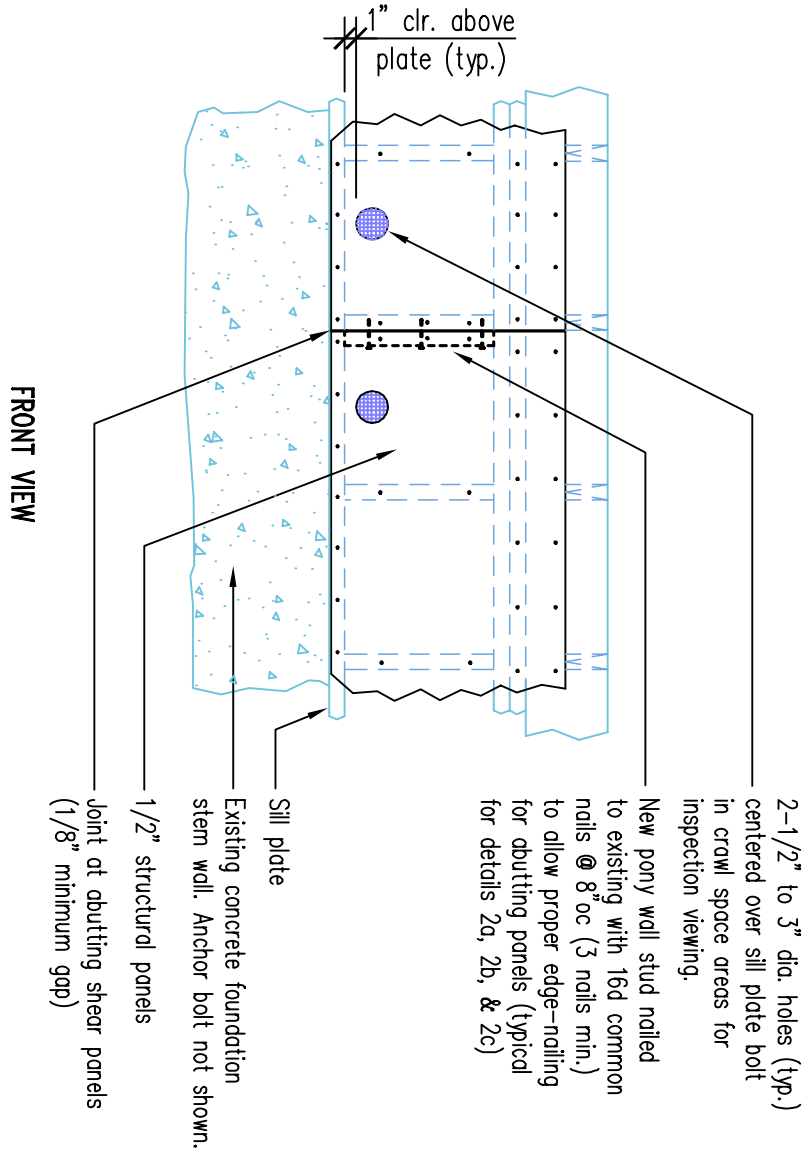 1" clr. above
plate (typ.)
2-1/2" to 3" dia. holes (typ.)
centered over sill plate bolt
in crawl space areas for
inspection viewing.
New pony wall stud nailed
to existing with 16d common
nails @ 8"oc (3 nails min.)
to allow proper edge-nailing
for abutting panels (typical
for details 2a, 2b, & 2c)
Sill plate
Existing concrete foundation
stem wall. Anchor bolt not shown.
1/2" structural panels
Joint at abutting shear panels
(1/8" minimum gap)
FRONT VIEW